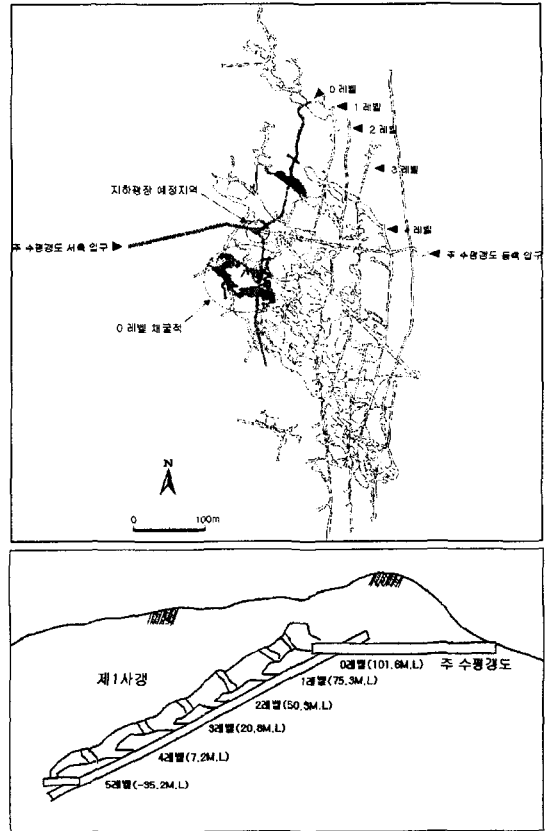 0 레벨
1 레벨
2 레벨
3 레벨
지하광장 예정지역
4 레벨
주 수평갱도 서측 입구
주 수평갱도 동측 입구
0 레벨 채굴적
N
0 100m
제1사갱
0레벨(101.6M.L)
주 수평갱도
1레벨(75.3M.L)
2레벨(50.3M.L)
3레벨(20.8M.L)
4레벨(7.2M.L)
5레벨(-35.2M.L)